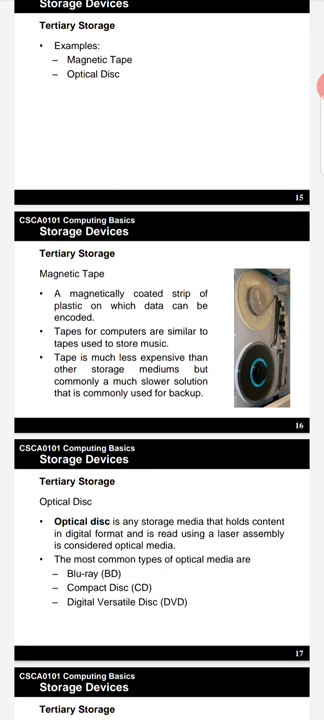 Storage Devices
Tertiary Storage
• Examples:
– Magnetic Tape
– Optical Disc
15
CSCA0101 Computing Basics
Storage Devices
Tertiary Storage
Magnetic Tape
• A magnetically coated strip of
plastic on which data can be
encoded.
• Tapes for computers are similar to
tapes used to store music.
• Tape is much less expensive than
other storage mediums but
commonly a much slower solution
that is commonly used for backup.
16
CSCA0101 Computing Basics
Storage Devices
Tertiary Storage
Optical Disc
• Optical disc is any storage media that holds content
in digital format and is read using a laser assembly
is considered optical media.
• The most common types of optical media are
– Blu-ray (BD)
– Compact Disc (CD)
– Digital Versatile Disc (DVD)
17
CSCA0101 Computing Basics
Storage Devices
Tertiary Storage